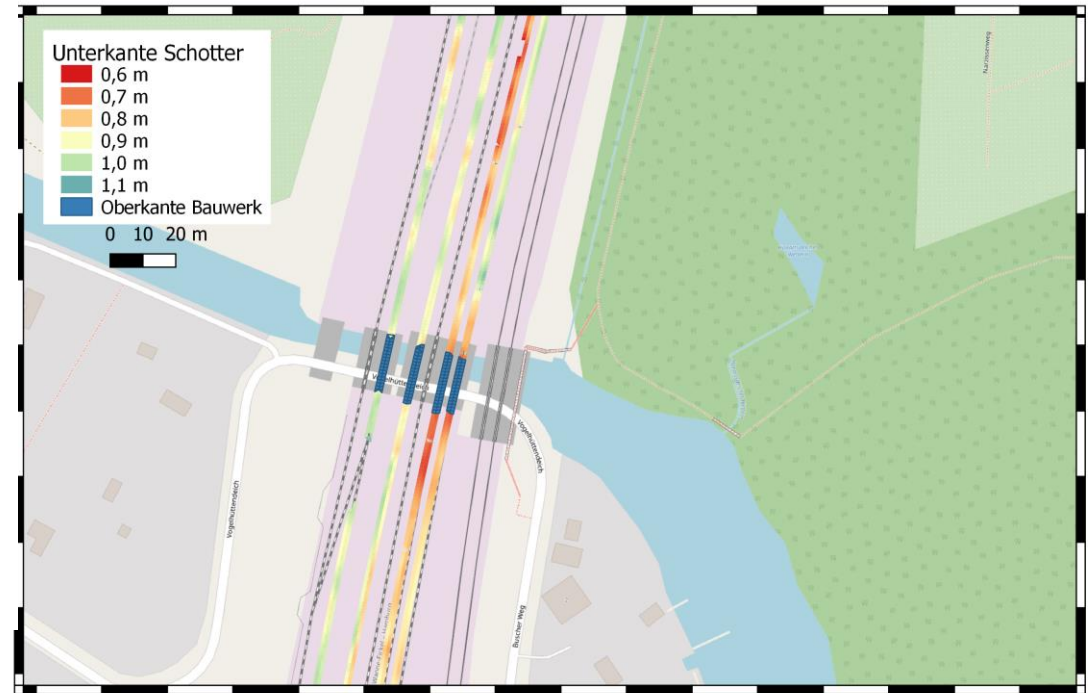 Unterkante Schotter
0,6 m
0,7 m
0,8 m
0,9 m
1,0 m
1,1 m
Oberkante Bauwerk
0 10 20 m
Narzissenweg
Vogelhüttendeich
Vogelhüttendeich
Vogelhüttendeich
Buscher Weg